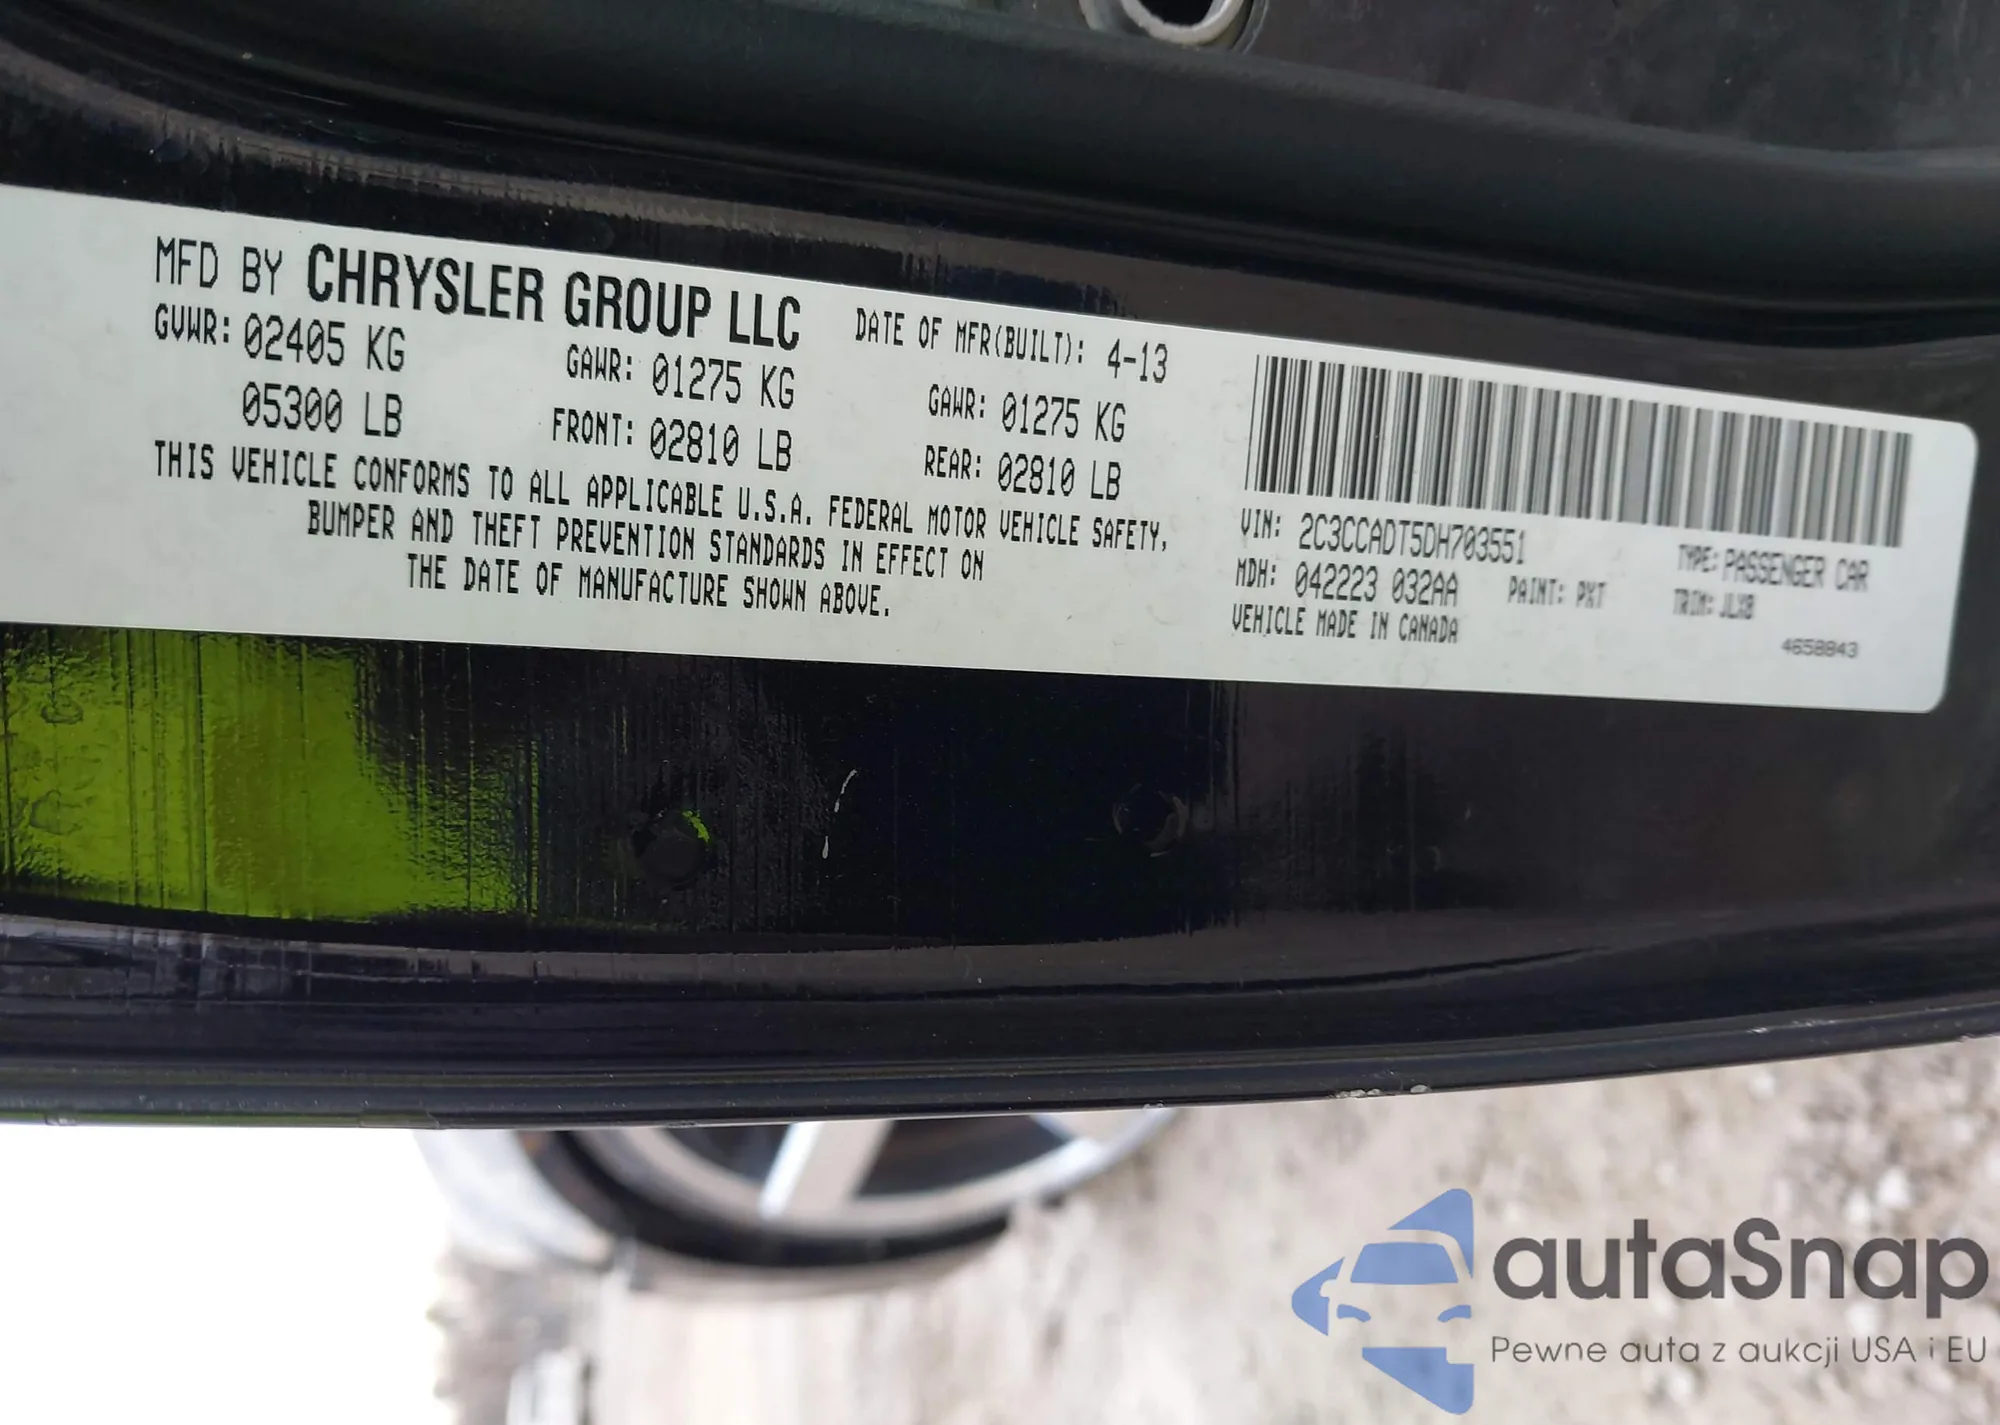 MFD BY CHRYSLER GROUP LLC DATE OF MFR(BUILT): 4-13
GVWR: 02405 KG GAWR: 01275 KG GAWR: 01275 KG
05300 LB FRONT: 02810 LB REAR: 02810 LB
THIS VEHICLE CONFORMS TO ALL APPLICABLE U.S.A. FEDERAL MOTOR VEHICLE SAFETY,
BUMPER AND THEFT PREVENTION STANDARDS IN EFFECT ON
THE DATE OF MANUFACTURE SHOWN ABOVE.
VIN: 2C3CCADT5DH703551 TYPE: PASSENGER CAR
MDH: 042223 032AA PAINT: PXT TRIM: JLX8
VEHICLE MADE IN CANADA
4658843
autaSnap
Pewne auta z aukcji USA i EU